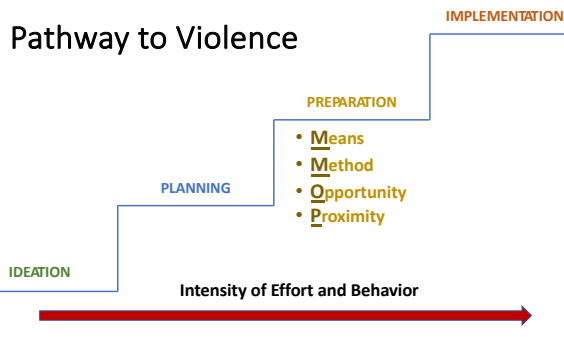 IMPLEMENTATION
Pathway to Violence
PREPARATION
• Means
• Method
• Opportunity
• Proximity
PLANNING
IDEATION
Intensity of Effort and Behavior